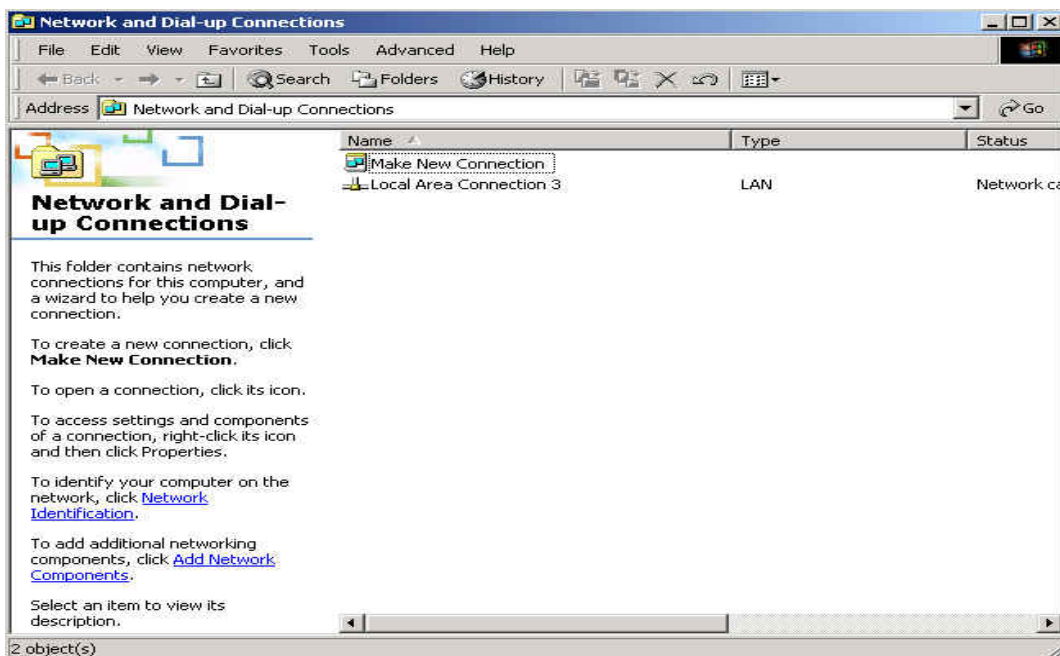 Network and Dial-up Connections
File Edit View Favorites Tools Advanced Help
Back Search Folders History
Address Network and Dial-up Connections Go
Name Type Status
Make New Connection
Local Area Connection 3 LAN Network ca
Network and Dial-
up Connections
This folder contains network
connections for this computer, and
a wizard to help you create a new
connection.
To create a new connection, click
Make New Connection.
To open a connection, click its icon.
To access settings and components
of a connection, right-click its icon
and then click Properties.
To identify your computer on the
network, click Network
Identification.
To add additional networking
components, click Add Network
Components.
Select an item to view its
description.
2 object(s)